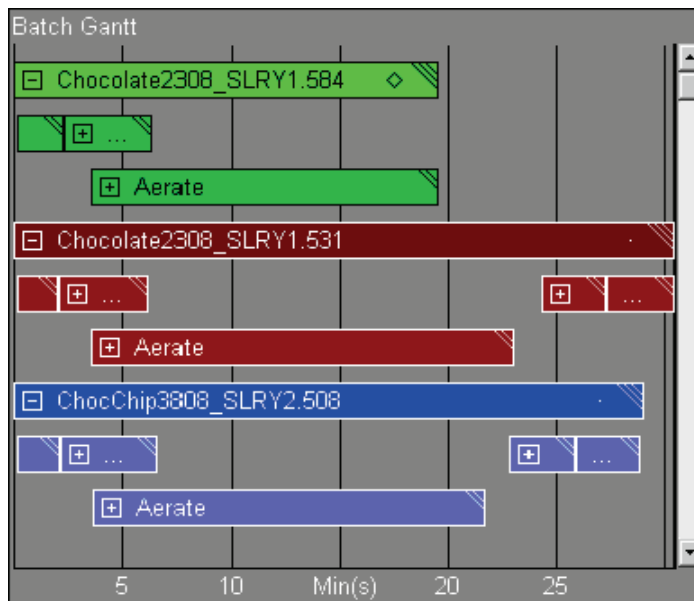 Batch Gantt
Chocolate2308_SLRY1.584
...
Aerate
Chocolate2308_SLRY1.531
... ...
Aerate
ChocChip3808_SLRY2.508
... ...
Aerate
5 10 Min(s) 20 25